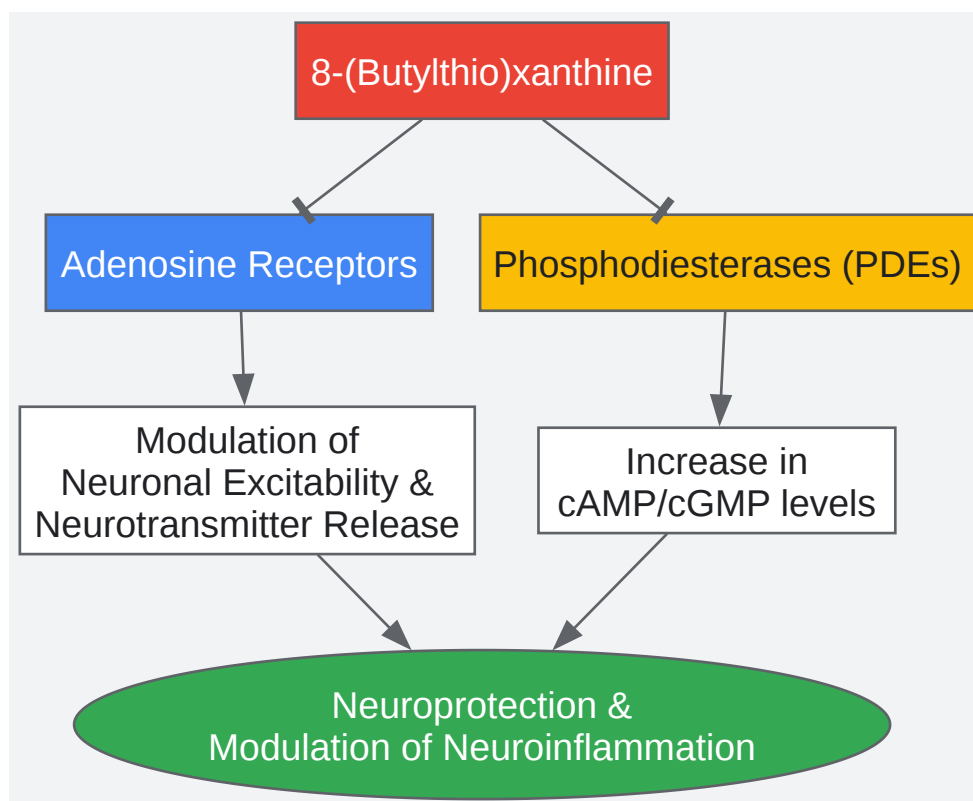 8-(Butylthio)xanthine
Adenosine Receptors
Phosphodiesterases (PDEs)
Modulation of
Neuronal Excitability &
Neurotransmitter Release
Increase in
cAMP/cGMP levels
Neuroprotection &
Modulation of Neuroinflammation